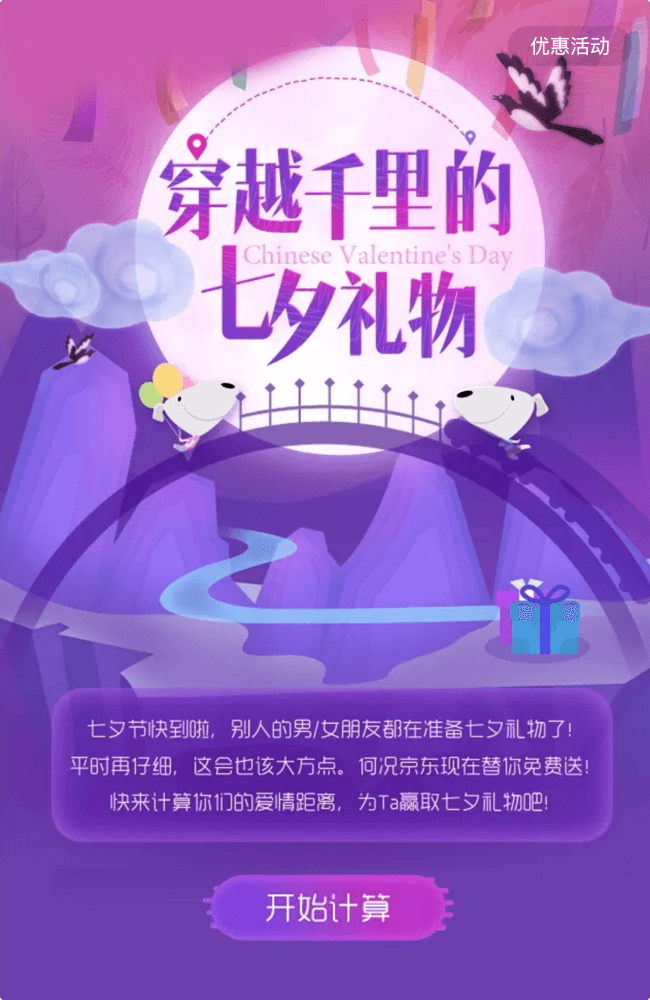 优惠活动
穿越千里的
Chinese Valentine's Day
七夕礼物
七夕节快到啦，别人的男/女朋友都在准备七夕礼物了！
平时再仔细，这会也该大方点。何况京东现在替你免费送！
快来计算你们的爱情距离，为Ta赢取七夕礼物吧！
开始计算